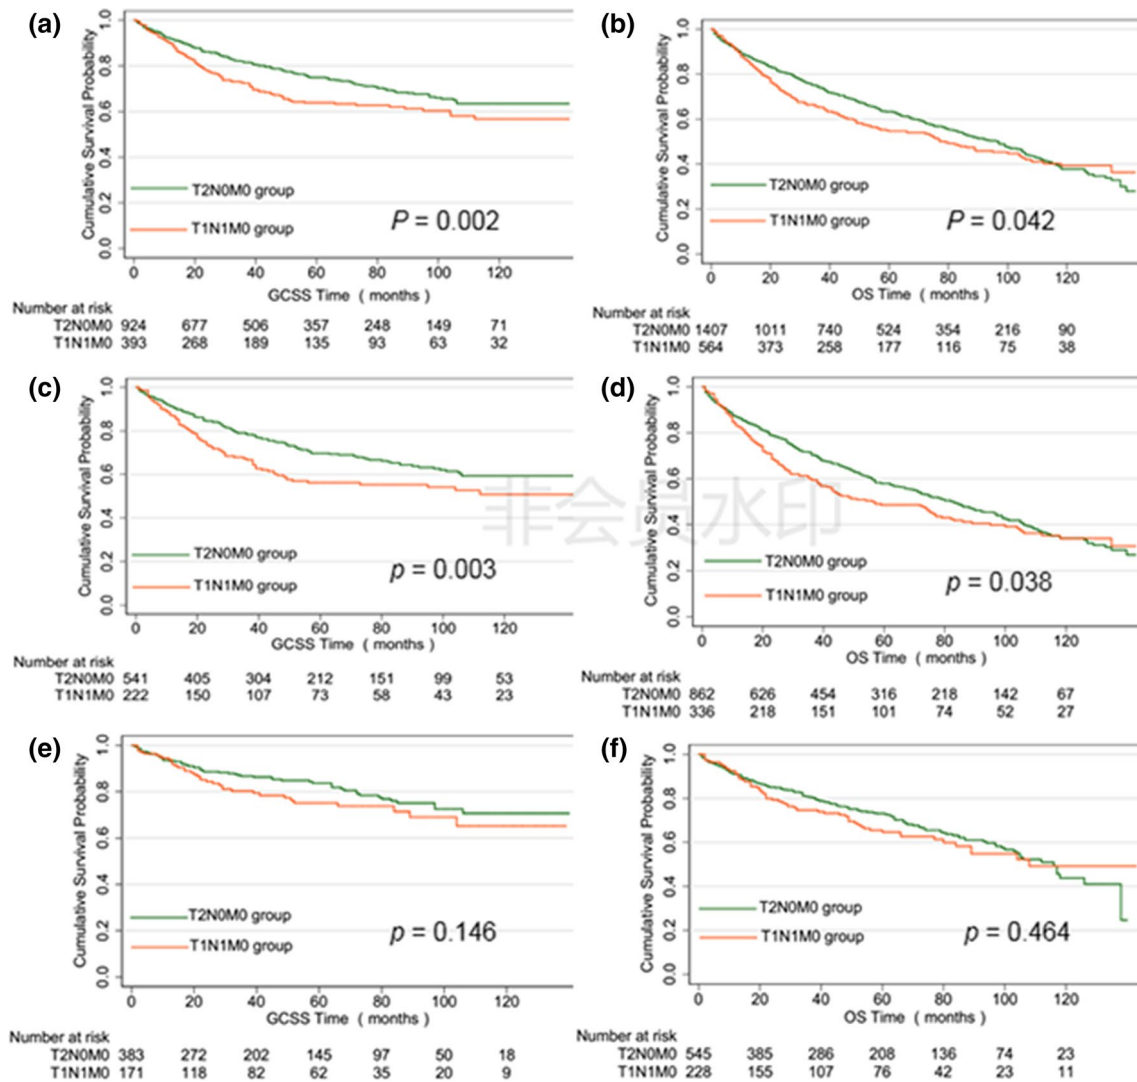 (a)
Cumulative Survival Probability
1.0
0.8
0.6
0.4
0.2
0.0
T2N0M0 group
T1N1M0 group
P = 0.002
0 20 40 60 80 100 120
GCSS Time ( months )
Number at risk
T2N0M0 924 677 506 357 248 149 71
T1N1M0 393 268 189 135 93 63 32
(b)
Cumulative Survival Probability
1.0
0.8
0.6
0.4
0.2
0.0
T2N0M0 group
T1N1M0 group
P = 0.042
0 20 40 60 80 100 120
OS Time ( months )
Number at risk
T2N0M0 1407 1011 740 524 354 216 90
T1N1M0 564 373 258 177 116 75 38
(c)
Cumulative Survival Probability
1.0
0.8
0.6
0.4
0.2
0.0
T2N0M0 group
T1N1M0 group
p = 0.003
0 20 40 60 80 100 120
GCSS Time ( months )
Number at risk
T2N0M0 541 405 304 212 151 99 53
T1N1M0 222 150 107 73 58 43 23
(d)
Cumulative Survival Probability
1.0
0.8
0.6
0.4
0.2
0.0
T2N0M0 group
T1N1M0 group
p = 0.038
0 20 40 60 80 100 120
OS Time ( months )
Number at risk
T2N0M0 862 626 454 316 218 142 67
T1N1M0 336 218 151 101 74 52 27
非会员水印
(e)
Cumulative Survival Probability
1.0
0.8
0.6
0.4
0.2
0.0
T2N0M0 group
T1N1M0 group
p = 0.146
0 20 40 60 80 100 120
GCSS Time ( months )
Number at risk
T2N0M0 383 272 202 145 97 50 18
T1N1M0 171 118 82 62 35 20 9
(f)
Cumulative Survival Probability
1.0
0.8
0.6
0.4
0.2
0.0
T2N0M0 group
T1N1M0 group
p = 0.464
0 20 40 60 80 100 120
OS Time ( months )
Number at risk
T2N0M0 545 385 286 208 136 74 23
T1N1M0 228 155 107 76 42 23 11